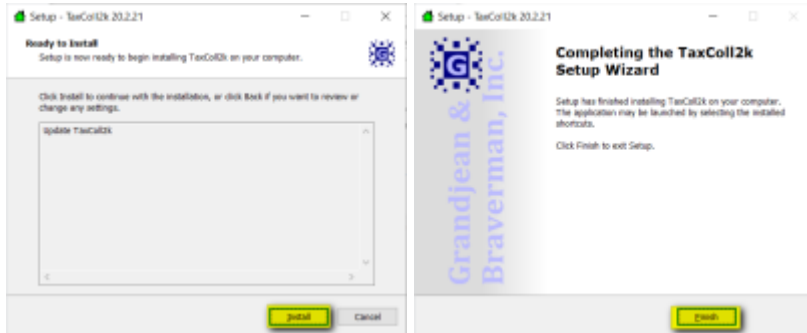 Setup - TaxColl2k 20.2.21
Ready to Install
Setup is now ready to begin installing TaxColl2k on your computer.
G
Click Install to continue with the installation, or click Back if you want to review or
change any settings.
Update TaxColl2k
Install
Cancel
Setup - TaxColl2k 20.2.21
G
Grandjean &
Braverman, Inc.
Completing the TaxColl2k
Setup Wizard
Setup has finished installing TaxColl2k on your computer.
The application may be launched by selecting the installed
shortcuts.
Click Finish to exit Setup.
Finish